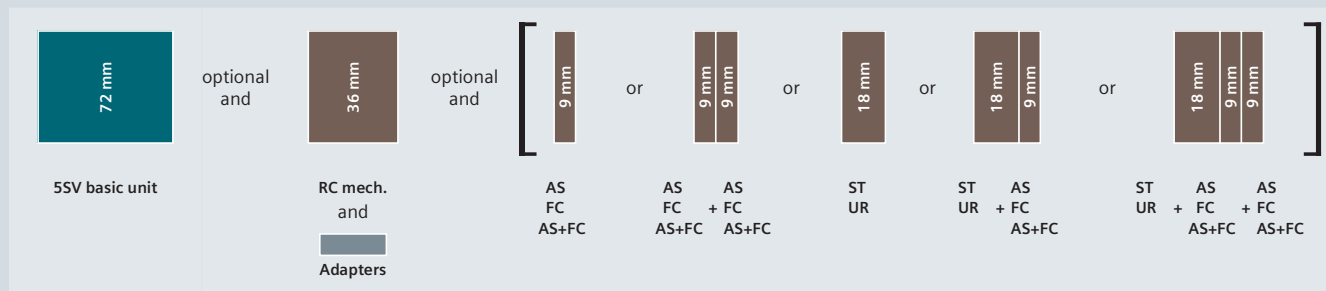 72 mm
optional
and
36 mm
optional
and
9 mm
or
9 mm
9 mm
or
18 mm
or
18 mm
9 mm
or
18 mm
9 mm
9 mm
5SV basic unit
RC mech.
and
Adapters
AS
FC
AS+FC
AS AS
FC + FC
AS+FC AS+FC
ST
UR
ST AS
UR + FC
AS+FC
ST AS AS
UR + FC + FC
AS+FC AS+FC